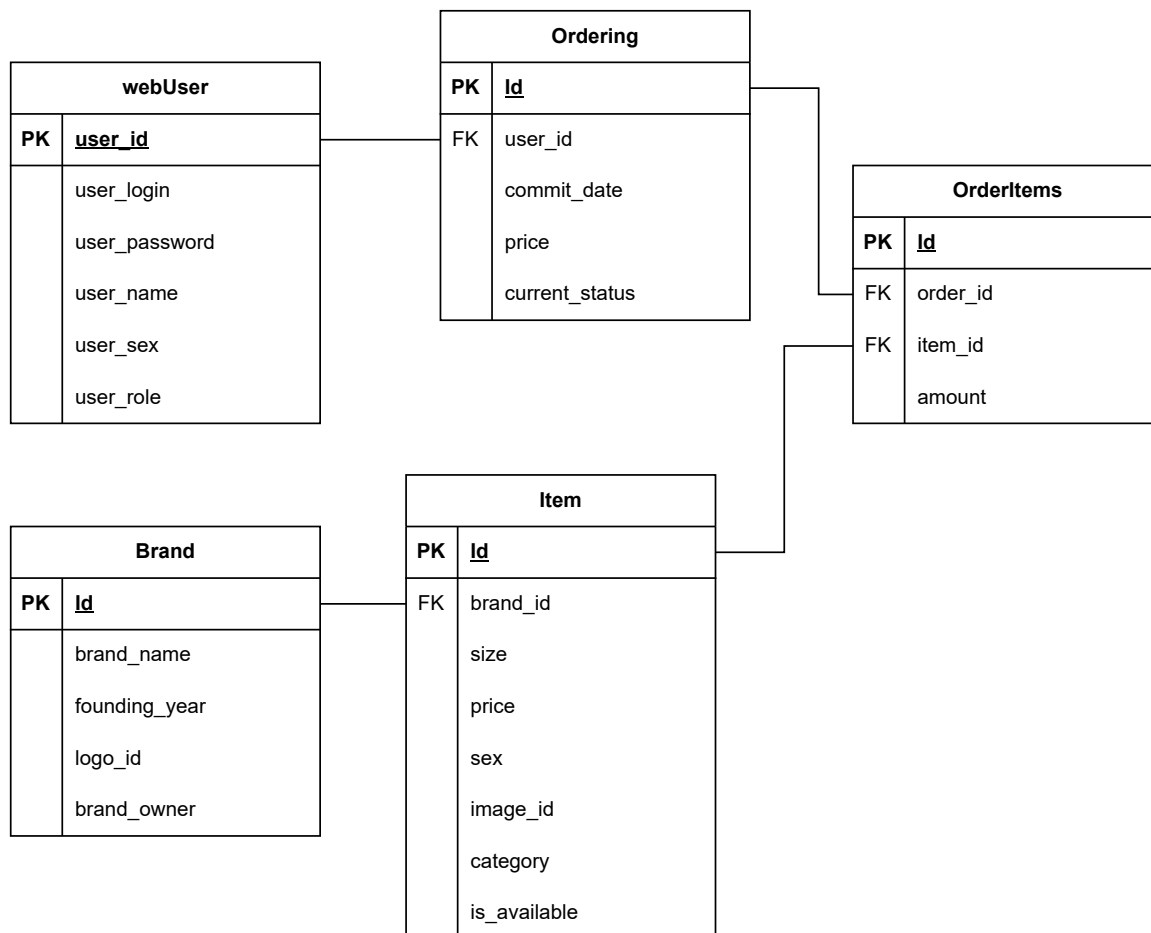 webUser
PK user_id
user_login
user_password
user_name
user_sex
user_role
Ordering
PK Id
FK user_id
commit_date
price
current_status
OrderItems
PK Id
FK order_id
FK item_id
amount
Brand
PK Id
brand_name
founding_year
logo_id
brand_owner
Item
PK Id
FK brand_id
size
price
sex
image_id
category
is_available